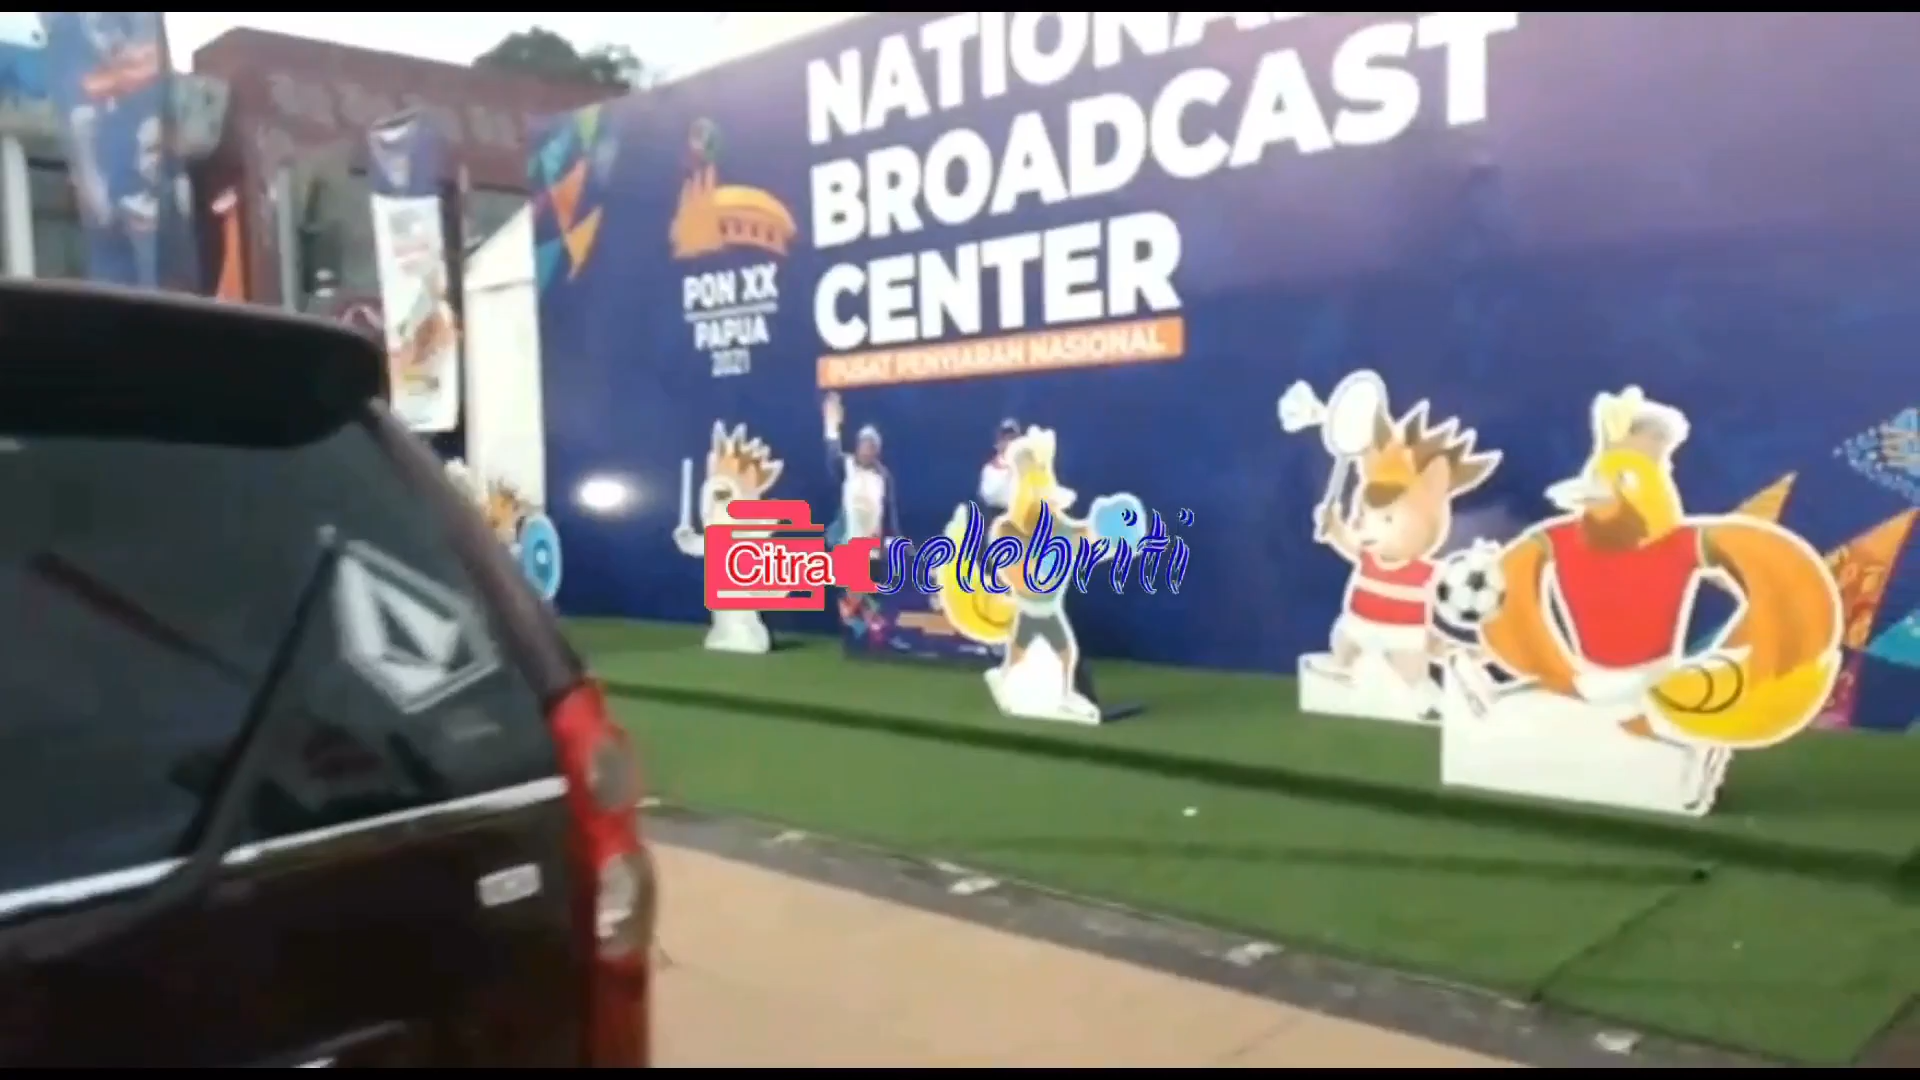 NATIONAL
BROADCAST
CENTER
PUSAT PENYIARAN NASIONAL
PON XX
PAPUA
2021
Citra selebriti